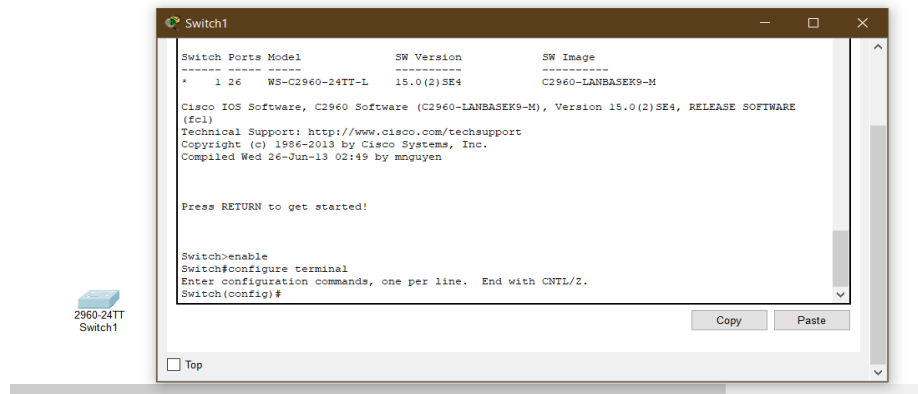 Switch1
Switch Ports Model SW Version SW Image
------ ----- ----- ---------- ----------
* 1 26 WS-C2960-24TT-L 15.0(2)SE4 C2960-LANBASEK9-M
Cisco IOS Software, C2960 Software (C2960-LANBASEK9-M), Version 15.0(2)SE4, RELEASE SOFTWARE
(fc1)
Technical Support: http://www.cisco.com/techsupport
Copyright (c) 1986-2013 by Cisco Systems, Inc.
Compiled Wed 26-Jun-13 02:49 by mnguyen
Press RETURN to get started!
Switch>enable
Switch#configure terminal
Enter configuration commands, one per line. End with CNTL/Z.
Switch(config)#
Copy Paste
Top
2960-24TT
Switch1